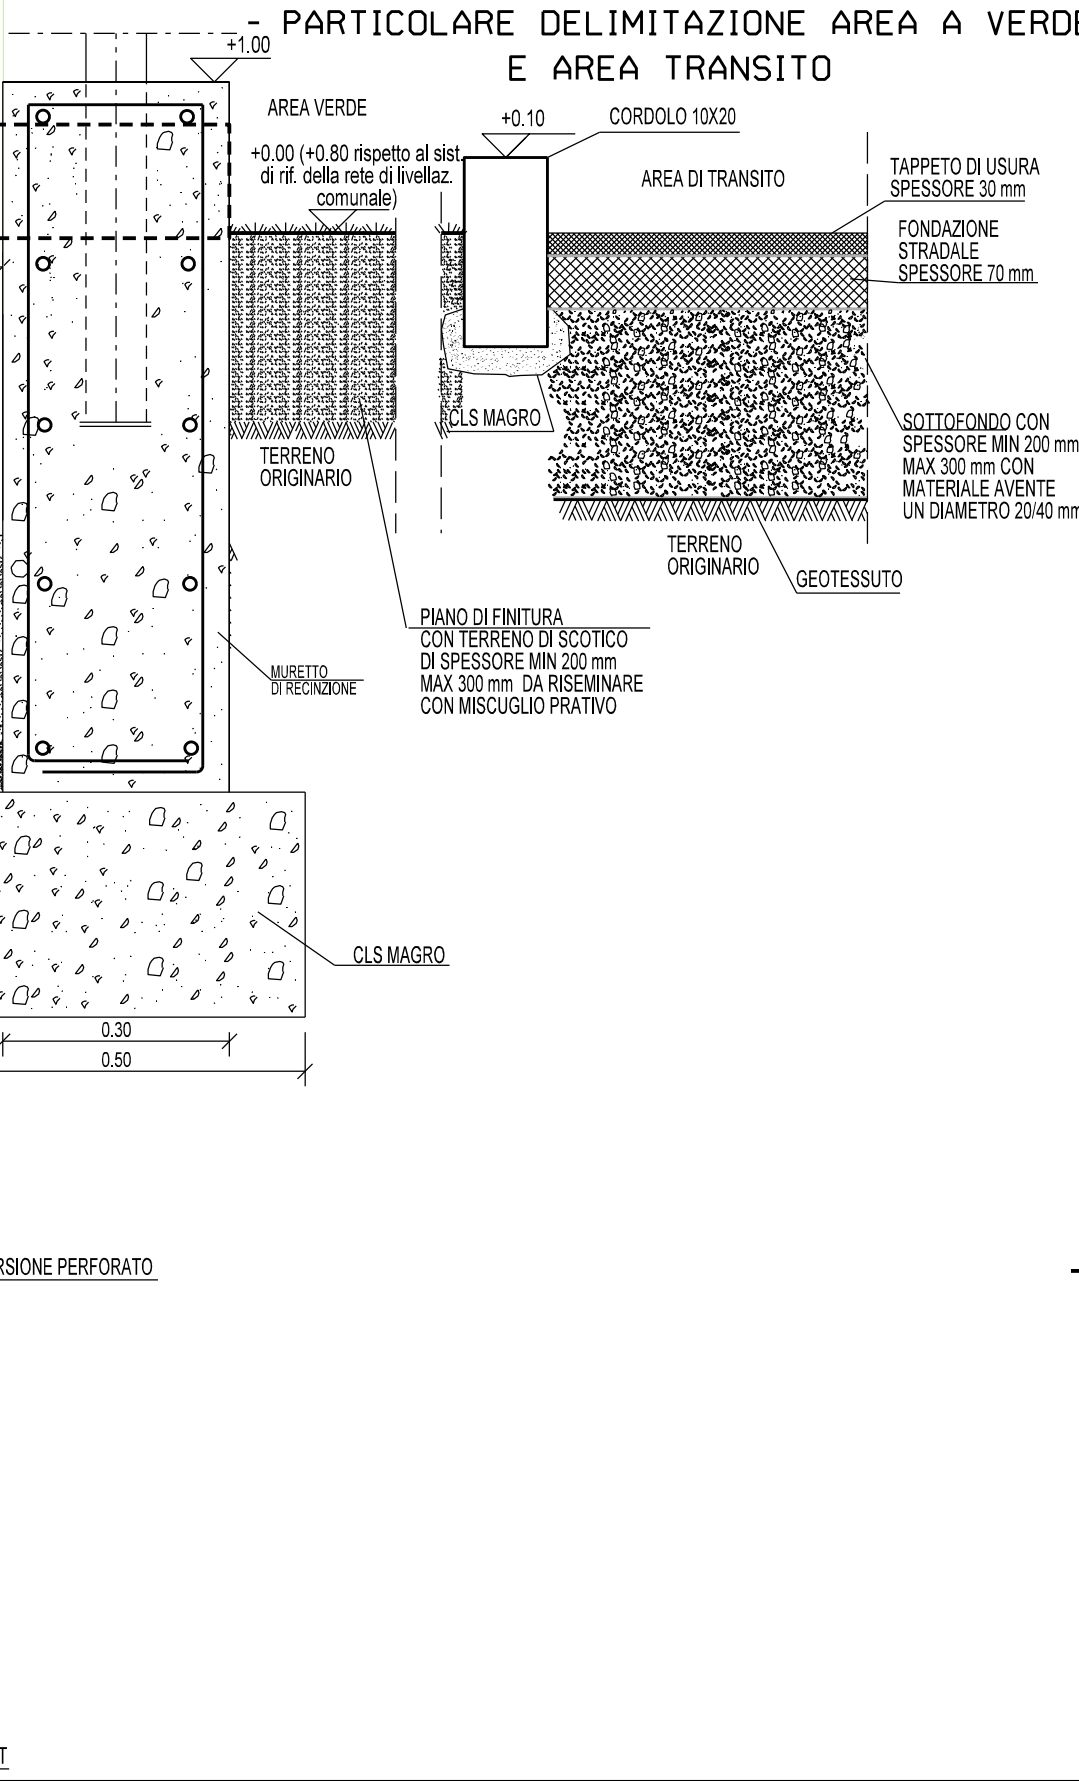 - PARTICOLARE DELIMITAZIONE AREA A VERDE
E AREA TRANSITO
+1.00
AREA VERDE
+0.00 (+0.80 rispetto al sist.
di rif. della rete di livellaz.
comunale)
+0.10
CORDOLO 10X20
AREA DI TRANSITO
TAPPETO DI USURA
SPESSORE 30 mm
FONDAZIONE
STRADALE
SPESSORE 70 mm
CLS MAGRO
SOTTOFONDO CON
SPESSORE MIN 200 mm
MAX 300 mm CON
MATERIALE AVENTE
UN DIAMETRO 20/40 mm
TERRENO
ORIGINARIO
TERRENO
ORIGINARIO
GEOTESSUTO
PIANO DI FINITURA
CON TERRENO DI SCOTICO
DI SPESSORE MIN 200 mm
MAX 300 mm DA RISEMINARE
CON MISCUGLIO PRATIVO
MURETTO
DI RECINZIONE
CLS MAGRO
0.30
0.50
RSIONE PERFORATO
T